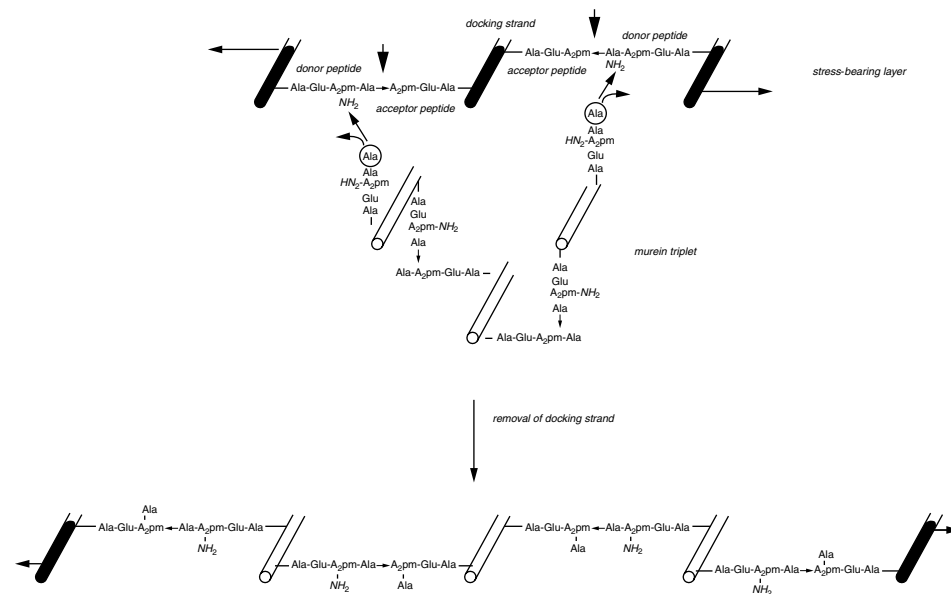 docking strand
donor peptide
Ala-Glu-A₂pm Ala-A₂pm-Glu-Ala
NH₂
donor peptide
acceptor peptide
stress-bearing layer
Ala-Glu-A₂pm-Ala A₂pm-Glu-Ala
NH₂
acceptor peptide
Ala
Ala
HN₂-A₂pm
Glu
Ala
Ala
Ala
HN₂-A₂pm
Glu
Ala
Ala
Glu
A₂pm-NH₂
Ala
Ala-A₂pm-Glu-Ala
murein triplet
Ala
Glu
A₂pm-NH₂
Ala
Ala-Glu-A₂pm-Ala
removal of docking strand
Ala
Ala-Glu-A₂pm Ala-A₂pm-Glu-Ala
NH₂
Ala-Glu-A₂pm-Ala A₂pm-Glu-Ala
NH₂ Ala
Ala-Glu-A₂pm Ala-A₂pm-Glu-Ala
Ala NH₂
Ala
Ala-Glu-A₂pm-Ala A₂pm-Glu-Ala
NH₂